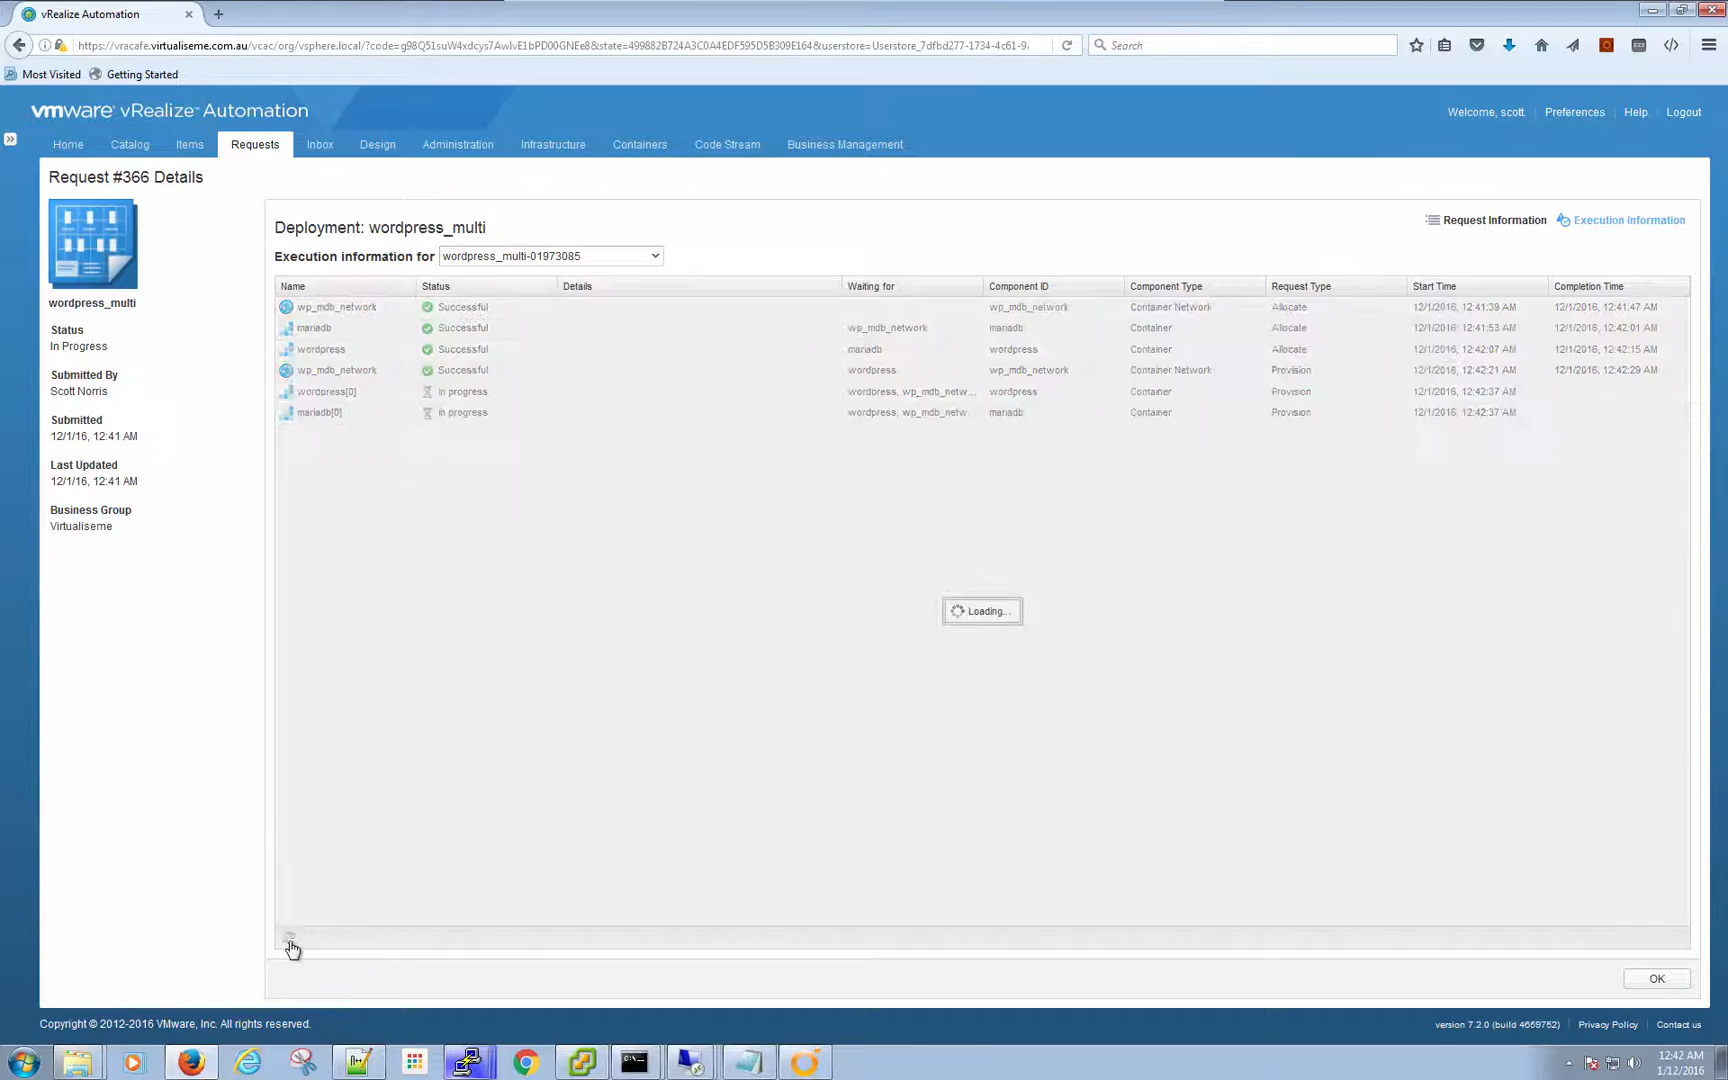 vRealize Automation
https://vracafe.virtualiseme.com.au/vcac/org/vsphere.local/?code=g98Q51suW4xdcys7AwIvE1bPD00GNEe8&state=499882B724A3C0A4EDF595D5B309E164&userstore=Userstore_7dfbd277-1734-4c61-9
Search
Most Visited
Getting Started
vmware vRealize Automation
Welcome, scott Preferences Help Logout
Home Catalog Items Requests Inbox Design Administration Infrastructure Containers Code Stream Business Management
Request #366 Details
wordpress_multi
Status
In Progress
Submitted By
Scott Norris
Submitted
12/1/16, 12:41 AM
Last Updated
12/1/16, 12:41 AM
Business Group
Virtualiseme
Deployment: wordpress_multi
Request Information Execution Information
Execution information for wordpress_multi-01973085
Name Status Details Waiting for Component ID Component Type Request Type Start Time Completion Time
wp_mdb_network Successful wp_mdb_network Container Network Allocate 12/1/2016, 12:41:39 AM 12/1/2016, 12:41:47 AM
mariadb Successful wp_mdb_network mariadb Container Allocate 12/1/2016, 12:41:53 AM 12/1/2016, 12:42:01 AM
wordpress Successful mariadb wordpress Container Allocate 12/1/2016, 12:42:07 AM 12/1/2016, 12:42:15 AM
wp_mdb_network Successful wordpress wp_mdb_network Container Network Provision 12/1/2016, 12:42:21 AM 12/1/2016, 12:42:29 AM
wordpress[0] In progress wordpress, wp_mdb_netw... wordpress Container Provision 12/1/2016, 12:42:37 AM
mariadb[0] In progress wordpress, wp_mdb_netw... mariadb Container Provision 12/1/2016, 12:42:37 AM
Loading...
OK
Copyright © 2012-2016 VMware, Inc. All rights reserved.
version 7.2.0 (build 4659752) Privacy Policy Contact us
12:42 AM
1/12/2016